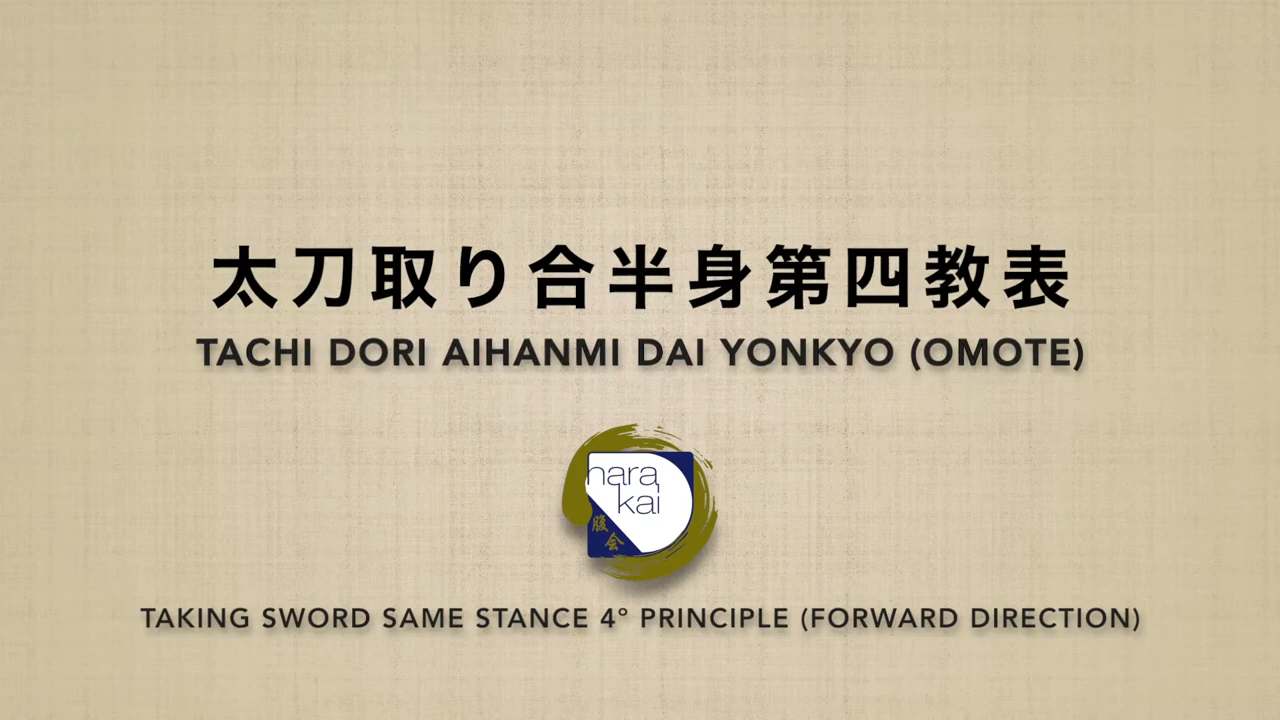 太刀取り合半身第四教表
TACHI DORI AIHANMI DAI YONKYO (OMOTE)
hara
kai
腹
会
TAKING SWORD SAME STANCE 4° PRINCIPLE (FORWARD DIRECTION)